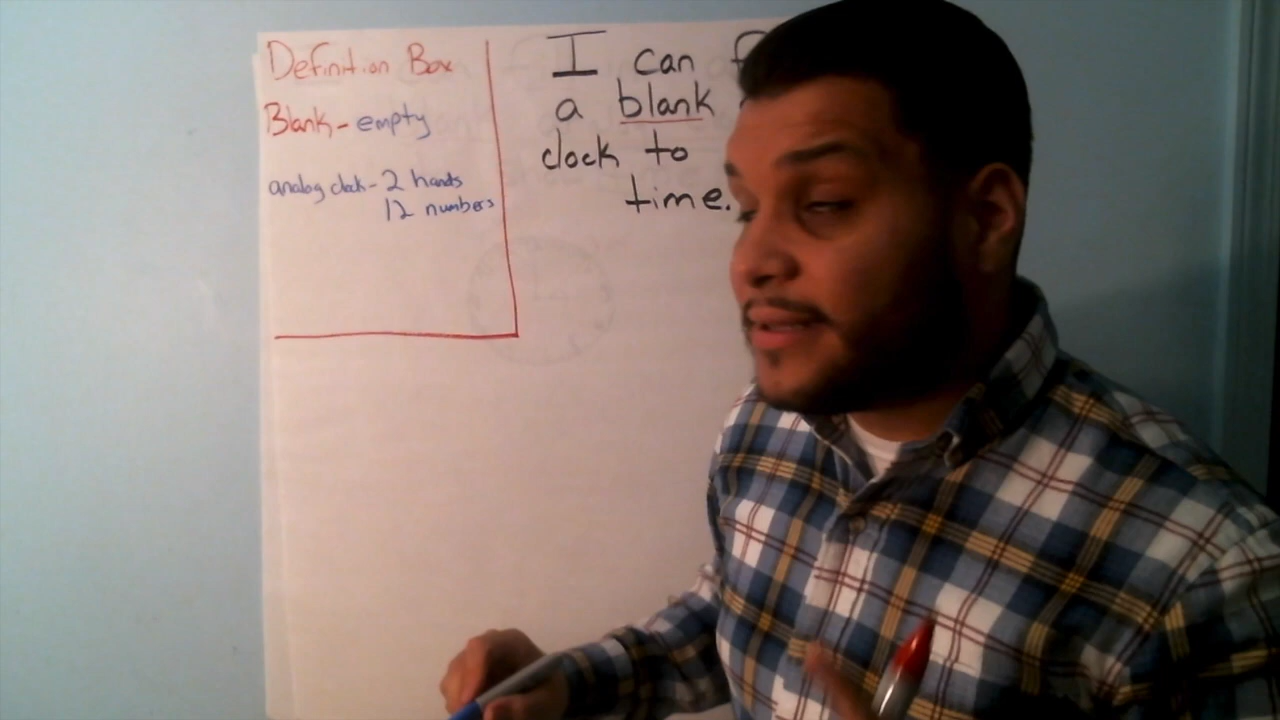 Definition Box
Blank - empty
analog clock - 2 hands
12 numbers
I can
a blank
clock to
time.